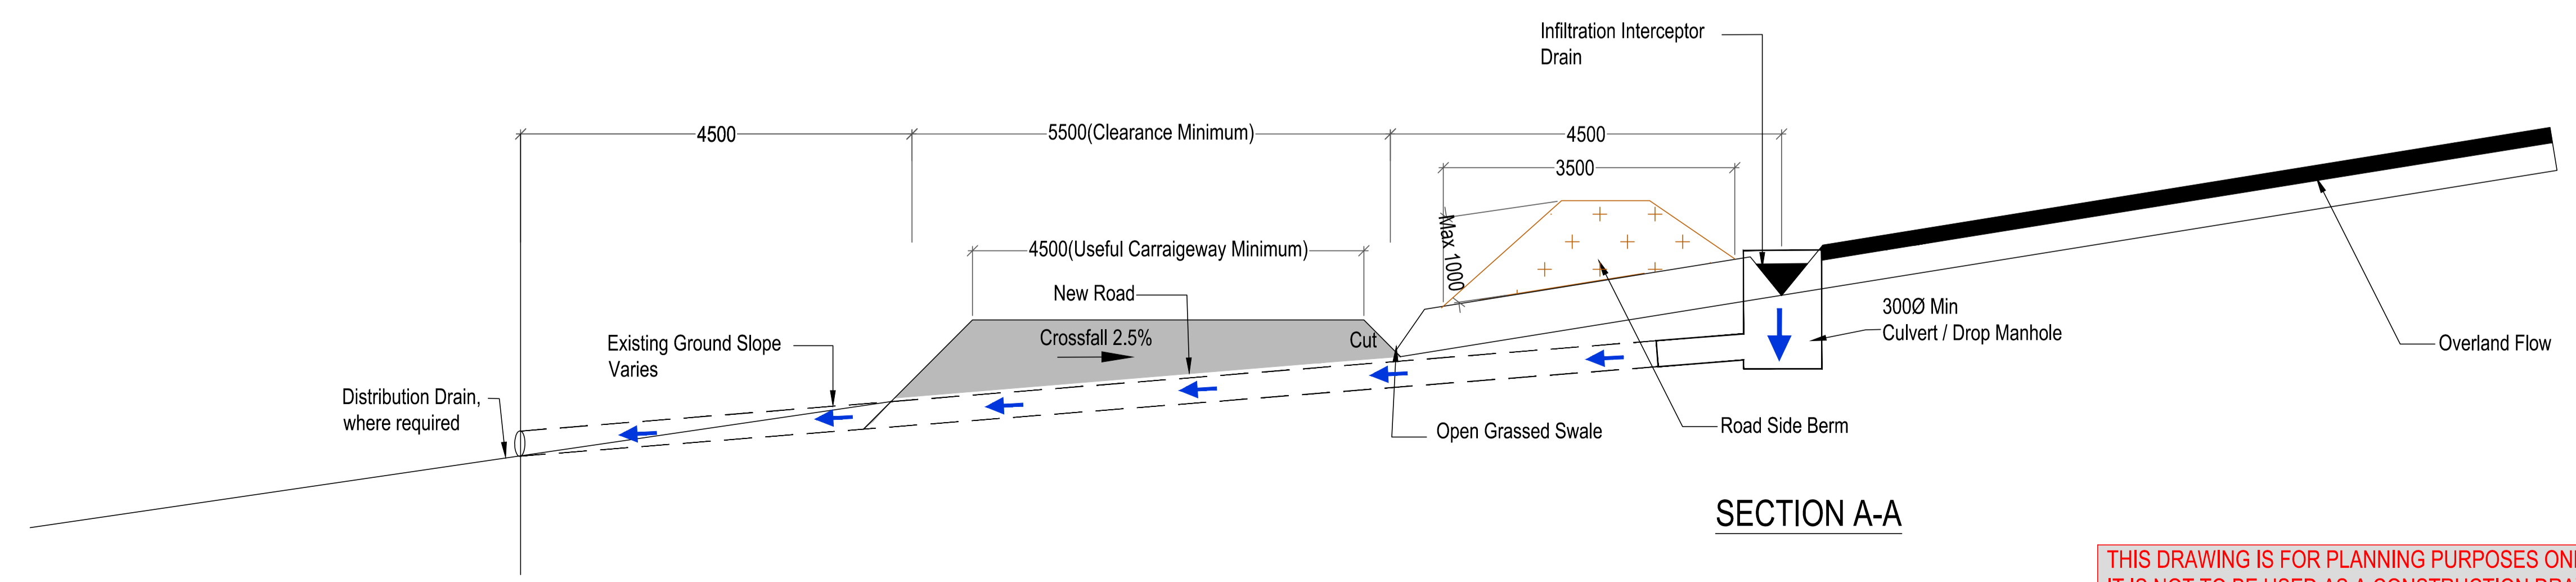 Infiltration Interceptor
Drain
4500
5500(Clearance Minimum)
4500
3500
Max 1000
4500(Useful Carraigeway Minimum)
New Road
Crossfall 2.5%
Cut
Existing Ground Slope
Varies
300Ø Min
Culvert / Drop Manhole
Overland Flow
Distribution Drain,
where required
Open Grassed Swale
Road Side Berm
SECTION A-A
THIS DRAWING IS FOR PLANNING PURPOSES